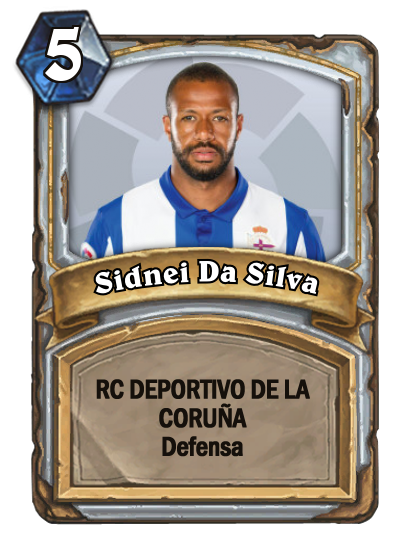 5
Sidnei Da Silva
RC DEPORTIVO DE LA
CORUÑA
Defensa